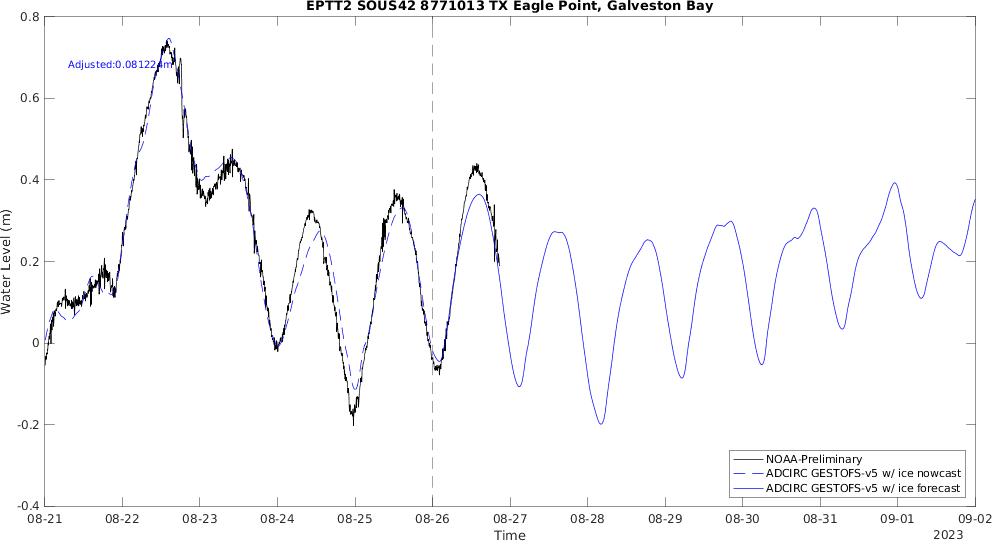 EPTT2 SOUS42 8771013 TX Eagle Point, Galveston Bay
0.8
Adjusted:0.081224m
0.6
0.4
0.2
0
-0.2
-0.4
Water Level (m)
NOAA-Preliminary
ADCIRC GESTOFS-v5 w/ ice nowcast
ADCIRC GESTOFS-v5 w/ ice forecast
08-21 08-22 08-23 08-24 08-25 08-26 08-27 08-28 08-29 08-30 08-31 09-01 09-02
Time
2023